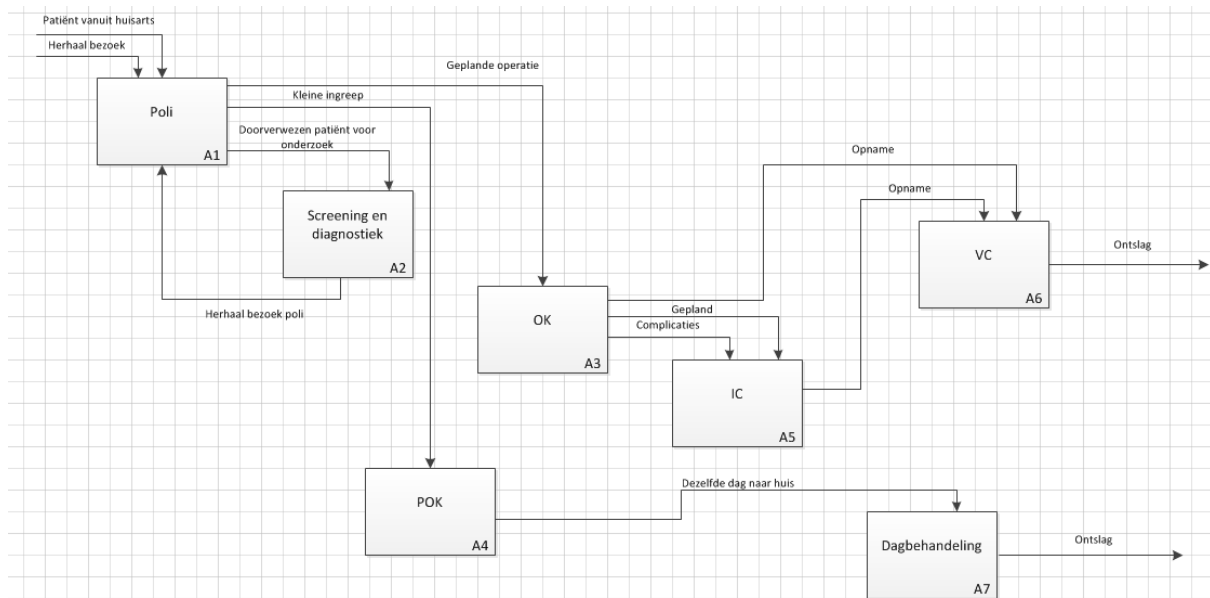 Patiënt vanuit huisarts
Herhaal bezoek
Geplande operatie
Kleine ingreep
Poli
A1
Doorverwezen patiënt voor
onderzoek
Screening en
diagnostiek
A2
Herhaal bezoek poli
Opname
Opname
VC
A6
Ontslag
OK
A3
Gepland
Complicaties
IC
A5
POK
A4
Dezelfde dag naar huis
Dagbehandeling
A7
Ontslag